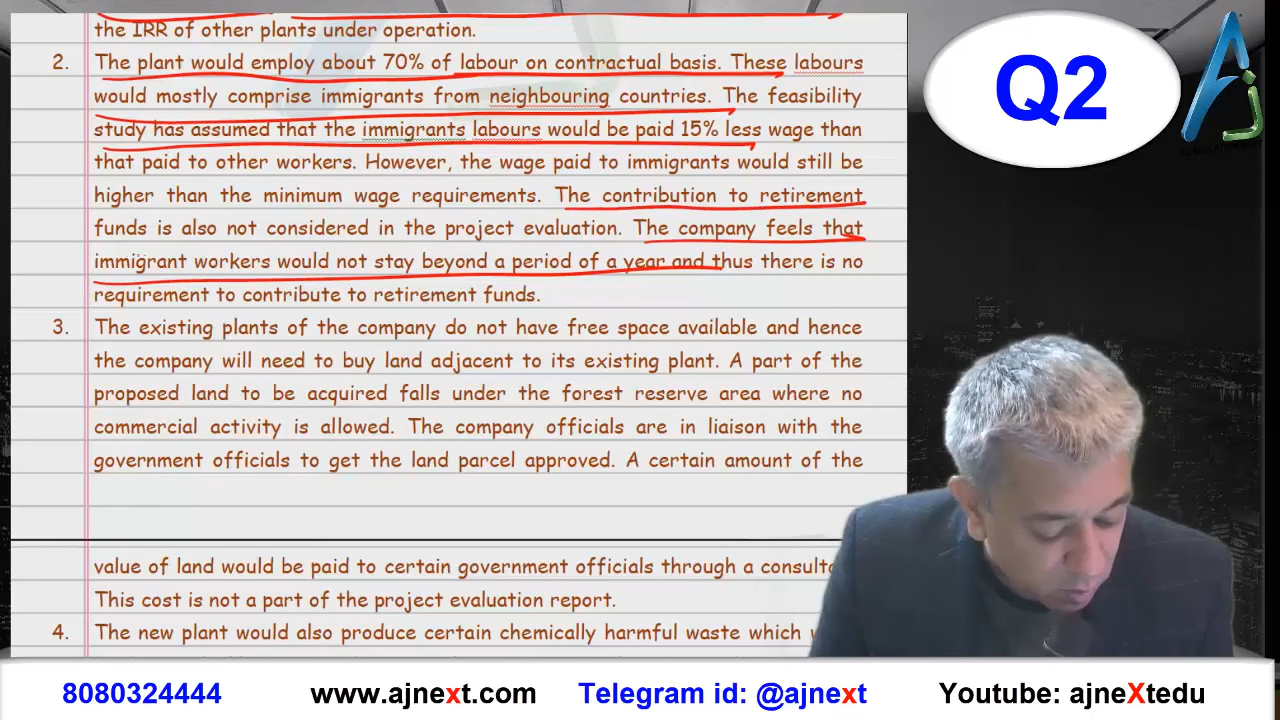 the IRR of other plants under operation.
2. The plant would employ about 70% of labour on contractual basis. These labours
would mostly comprise immigrants from neighbouring countries. The feasibility
study has assumed that the immigrants labours would be paid 15% less wage than
that paid to other workers. However, the wage paid to immigrants would still be
higher than the minimum wage requirements. The contribution to retirement
funds is also not considered in the project evaluation. The company feels that
immigrant workers would not stay beyond a period of a year and thus there is no
requirement to contribute to retirement funds.
3. The existing plants of the company do not have free space available and hence
the company will need to buy land adjacent to its existing plant. A part of the
proposed land to be acquired falls under the forest reserve area where no
commercial activity is allowed. The company officials are in liaison with the
government officials to get the land parcel approved. A certain amount of the
value of land would be paid to certain government officials through a
This cost is not a part of the project evaluation report.
4. The new plant would also produce certain chemically harmful waste which
Q2
8080324444 www.ajnext.com Telegram id: @ajnext Youtube: ajneXtedu